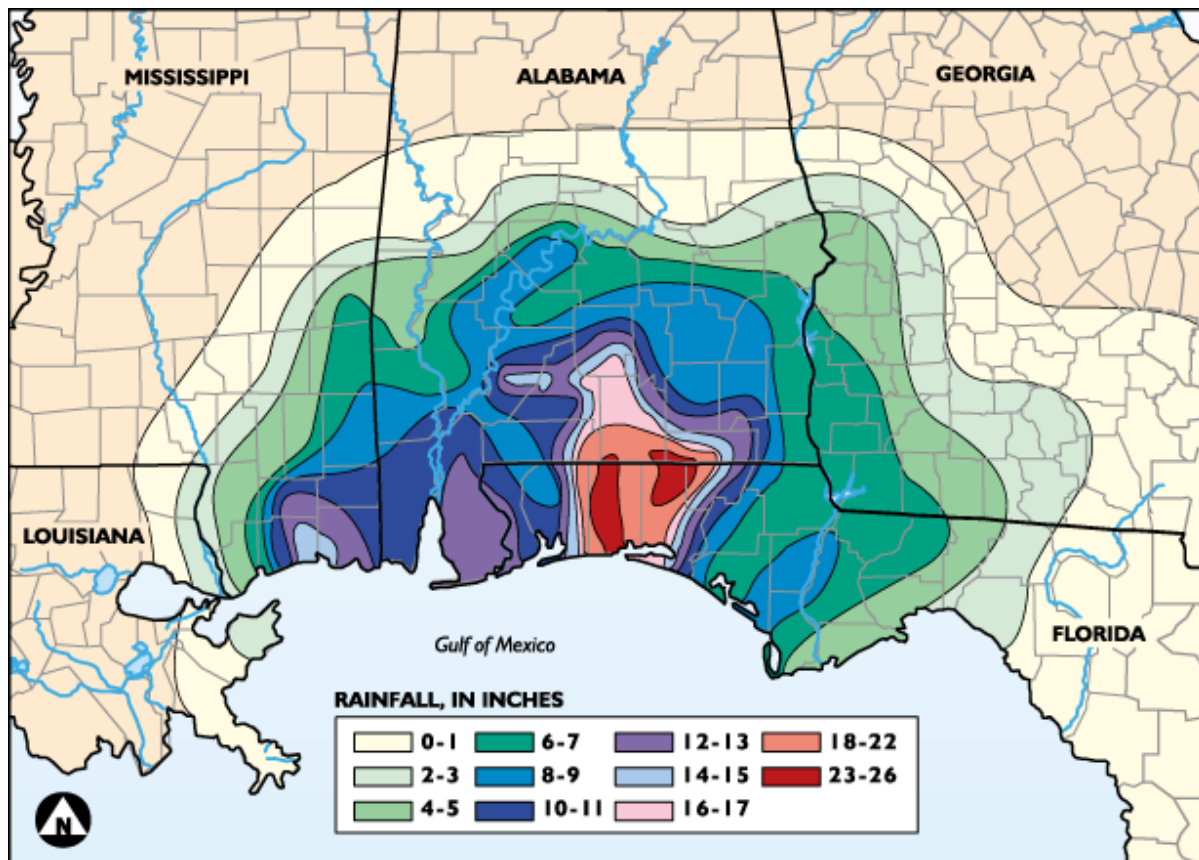 MISSISSIPPI
ALABAMA
GEORGIA
LOUISIANA
FLORIDA
Gulf of Mexico
RAINFALL, IN INCHES
0-1 6-7 12-13 18-22
2-3 8-9 14-15 23-26
4-5 10-11 16-17
N